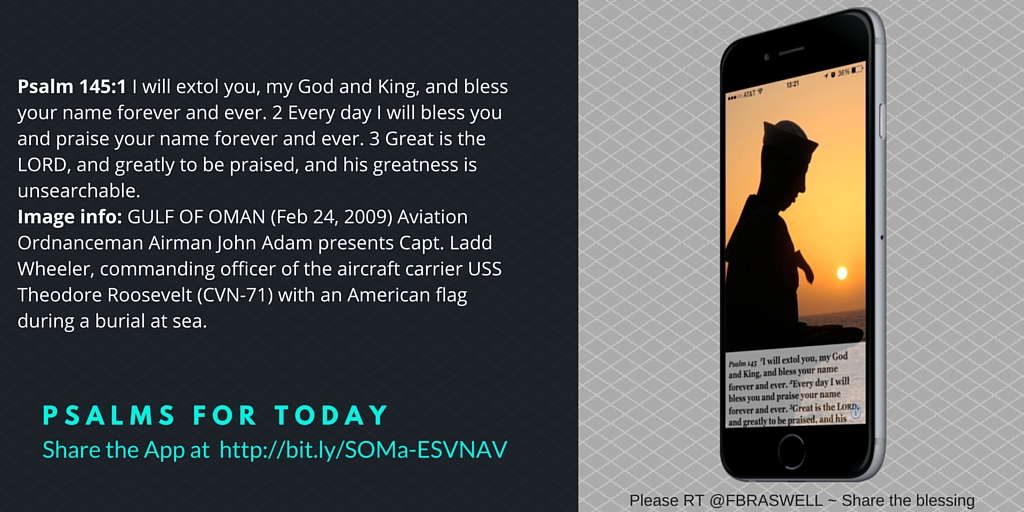 Psalm 145:1 I will extol you, my God and King, and bless
your name forever and ever. 2 Every day I will bless you
and praise your name forever and ever. 3 Great is the
LORD, and greatly to be praised, and his greatness is
unsearchable.
Image info: GULF OF OMAN (Feb 24, 2009) Aviation
Ordnanceman Airman John Adam presents Capt. Ladd
Wheeler, commanding officer of the aircraft carrier USS
Theodore Roosevelt (CVN-71) with an American flag
during a burial at sea.
PSALMS FOR TODAY
Share the App at http://bit.ly/SOMa-ESVNAV
AT&T 13:21 36%
Psalm 145 ¹I will extol you, my God
and King, and bless your name
forever and ever. ²Every day I will
bless you and praise your name
forever and ever. ³Great is the LORD,
and greatly to be praised, and his
Please RT @FBRASWELL ~ Share the blessing